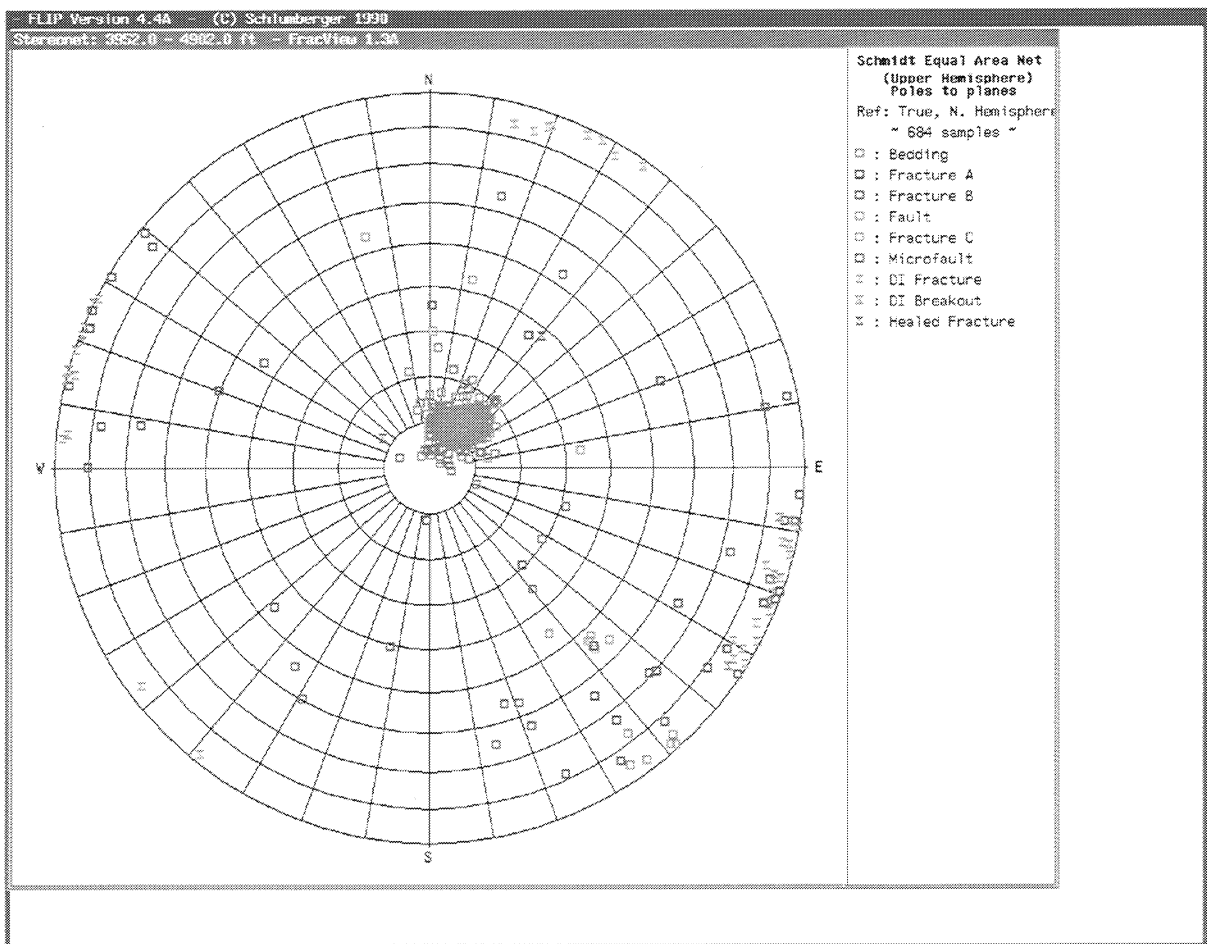 - FLIP Version 4.4A - (C) Schlumberger 1990
Stereonet: 3952.0 - 4902.0 ft - FracView 1.3A
Schmidt Equal Area Net
(Upper Hemisphere)
Poles to planes
Ref: True, N. Hemisphere
~ 684 samples ~
: Bedding
: Fracture A
: Fracture B
: Fault
: Fracture C
: Microfault
: DI Fracture
: DI Breakout
: Healed Fracture
N
W
E
S